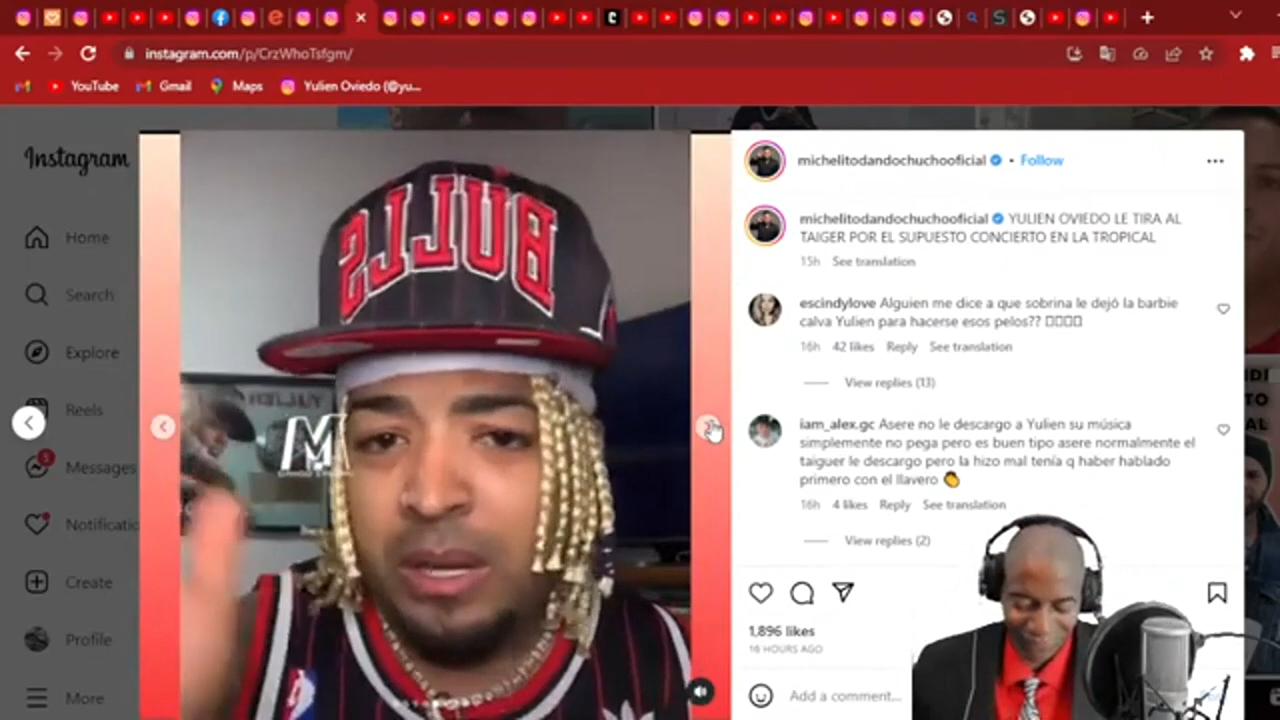 instagram.com/p/CrzWhoTsfgm/
YouTube
Gmail
Maps
Yulien Oviedo (@yu...
Instagram
Home
Search
Explore
Reels
5
Messages
Notificatio
Create
Profile
More
BULLS
M
michelitodandochuchooficial • Follow
michelitodandochuchooficial YULIEN OVIEDO LE TIRA AL
TAIGER POR EL SUPUESTO CONCIERTO EN LA TROPICAL
15h See translation
escindylove Alguien me dice a que sobrina le dejó la barbie
calva Yulien para hacerse esos pelos??
16h 42 likes Reply See translation
View replies (13)
iam_alex.gc Asere no le descargo a Yulien su música
simplemente no pega pero es buen tipo asere normalmente el
taiguer le descargo pero la hizo mal tenía q haber hablado
primero con el llavero 👏
16h 4 likes Reply See translation
View replies (2)
1,896 likes
16 HOURS AGO
Add a comment...